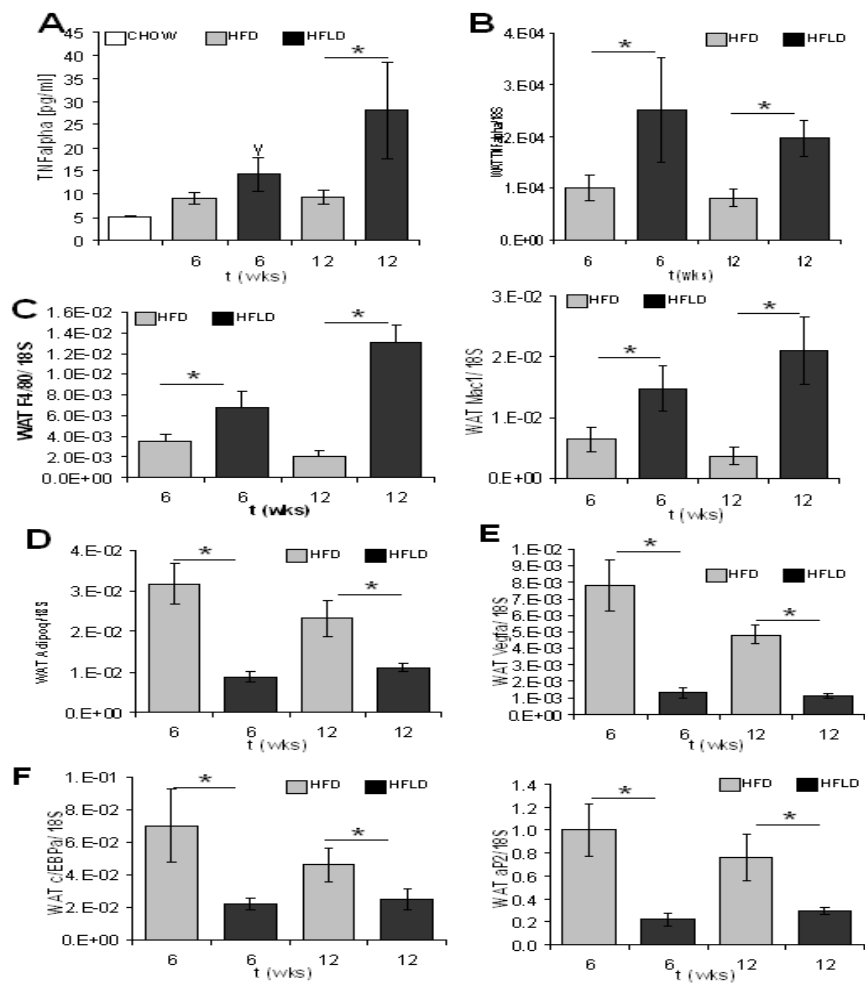 A
CHOW HFD HFLD
TNFalpha [pg/ml]
45
40
35
30
25
20
15
10
5
0
*
γ
6 6 12 12
t (wks)
B
HFD HFLD
WAT TNFalpha/18S
4.E-04
3.E-04
2.E-04
1.E-04
0.E+00
* *
6 6 12 12
t (wks)
C
HFD HFLD
WAT F4/80/ 18S
1.6E-02
1.4E-02
1.2E-02
1.0E-02
8.0E-03
6.0E-03
4.0E-03
2.0E-03
0.0E+00
* *
6 6 12 12
t (wks)
HFD HFLD
WAT Mac1/ 18S
3.E-02
2.E-02
1.E-02
0.E+00
* *
6 6 12 12
t (wks)
D
HFD HFLD
WAT Adipoq/18S
4.E-02
3.E-02
2.E-02
1.E-02
0.E+00
* *
6 6 12 12
t (wks)
E
HFD HFLD
WAT Vegfa/18S
1.E-02
9.E-03
8.E-03
7.E-03
6.E-03
5.E-03
4.E-03
3.E-03
2.E-03
1.E-03
0.E+00
* *
6 6 12 12
t (wks)
F
HFD HFLD
WAT c/EBPa/ 18S
1.E-01
8.E-02
6.E-02
4.E-02
2.E-02
0.E+00
* *
6 6 12 12
t (wks)
HFD HFLD
WAT aP2/18S
1.4
1.2
1.0
0.8
0.6
0.4
0.2
0.0
* *
6 6 12 12
t (wks)